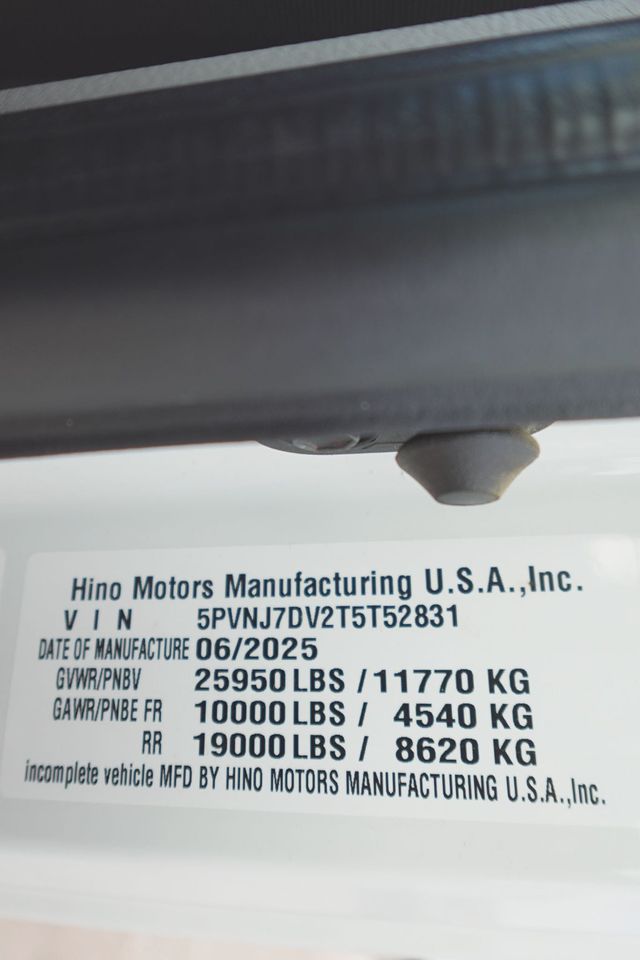 Hino Motors Manufacturing U.S.A.,Inc.
V I N 5PVNJ7DV2T5T52831
DATE OF MANUFACTURE 06/2025
GVWR/PNBV 25950 LBS / 11770 KG
GAWR/PNBE FR 10000 LBS / 4540 KG
RR 19000 LBS / 8620 KG
incomplete vehicle MFD BY HINO MOTORS MANUFACTURING U.S.A.,Inc.